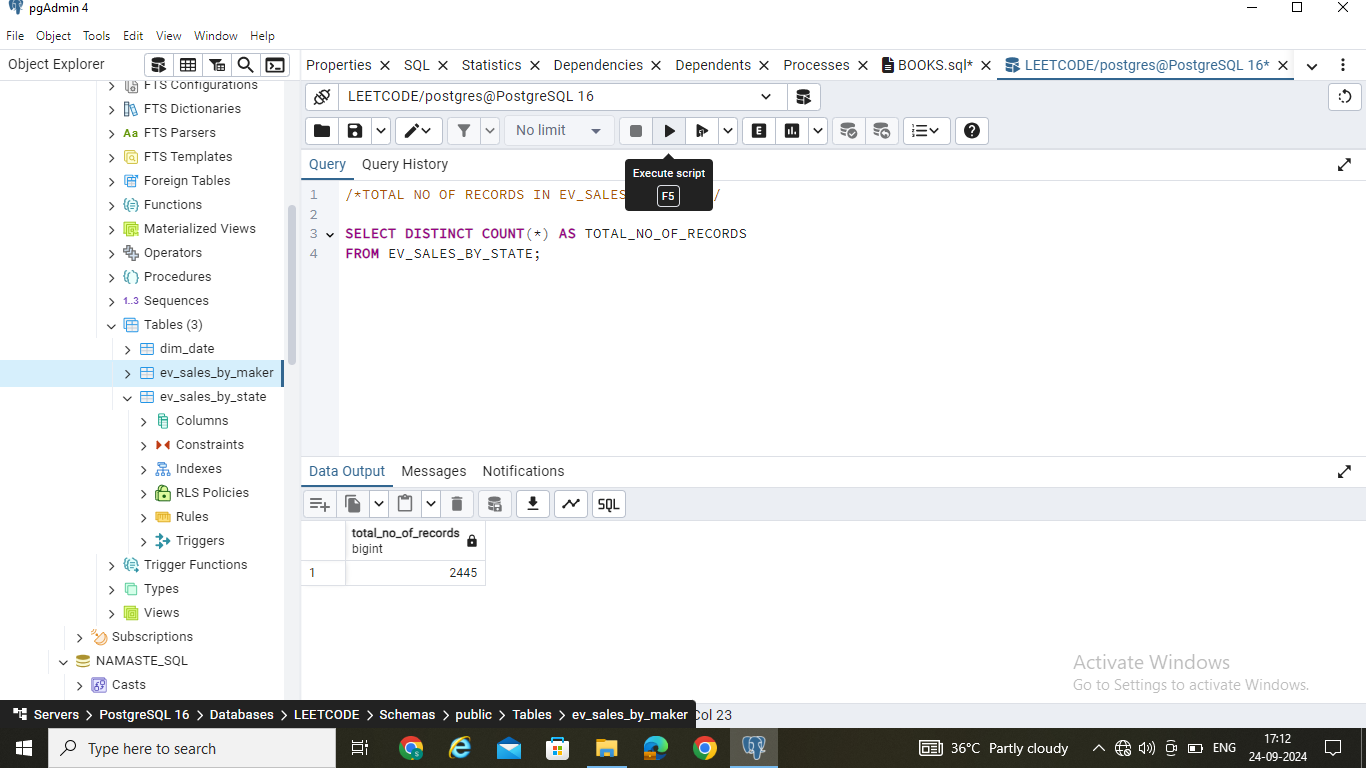 pgAdmin 4
File Object Tools Edit View Window Help
Object Explorer
Properties SQL Statistics Dependencies Dependents Processes BOOKS.sql* LEETCODE/postgres@PostgreSQL 16*
LEETCODE/postgres@PostgreSQL 16
No limit
E
Query Query History
Execute script
F5
1 /*TOTAL NO OF RECORDS IN EV_SALES /
2
3 SELECT DISTINCT COUNT(*) AS TOTAL_NO_OF_RECORDS
4 FROM EV_SALES_BY_STATE;
FTS Configurations
FTS Dictionaries
Aa FTS Parsers
FTS Templates
Foreign Tables
Functions
Materialized Views
Operators
Procedures
1..3 Sequences
Tables (3)
dim_date
ev_sales_by_maker
ev_sales_by_state
Columns
Constraints
Indexes
RLS Policies
Rules
Triggers
Trigger Functions
Types
Views
Subscriptions
NAMASTE_SQL
Casts
Data Output Messages Notifications
SQL
total_no_of_records
bigint
1 2445
Activate Windows
Go to Settings to activate Windows.
Servers > PostgreSQL 16 > Databases > LEETCODE > Schemas > public > Tables > ev_sales_by_maker
Col 23
Type here to search
36°C Partly cloudy
ENG
17:12
24-09-2024